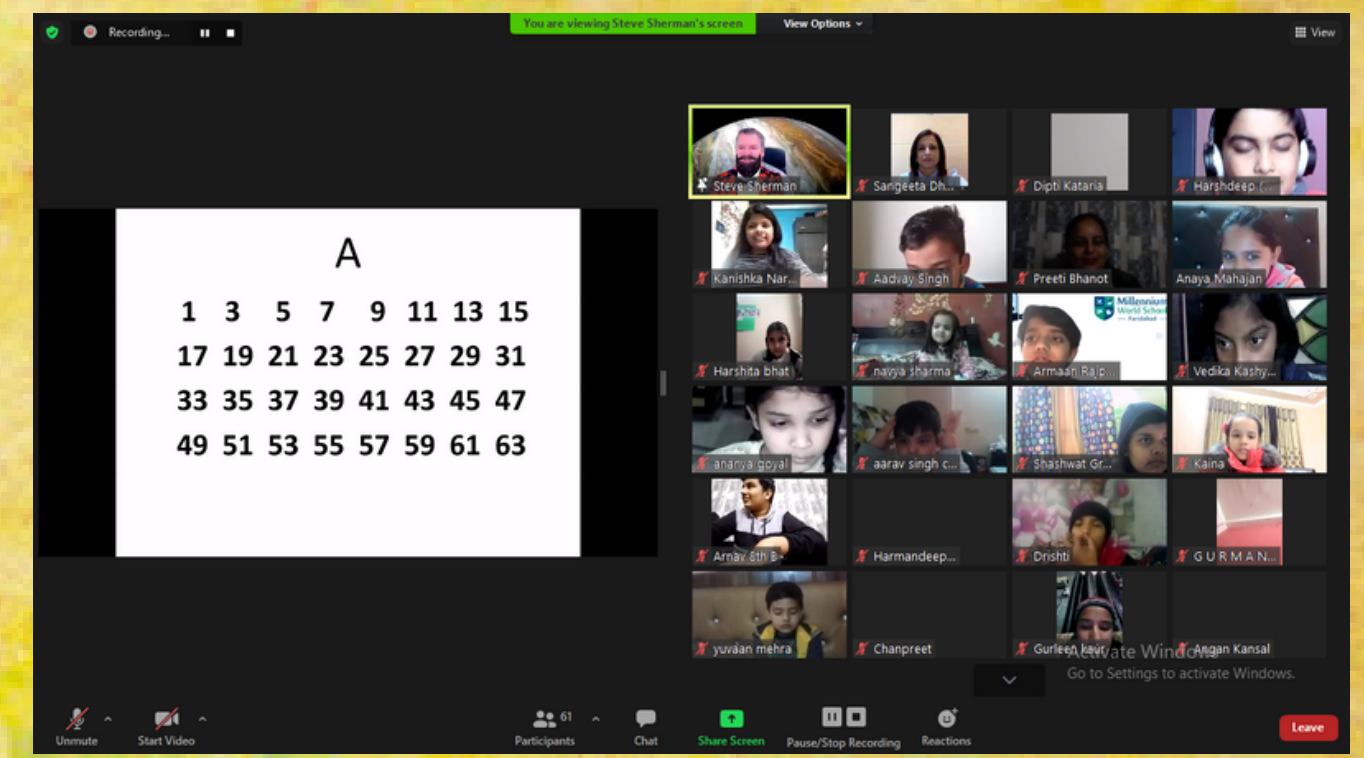 Recording...
You are viewing Steve Sherman's screen
View Options
View
A
1 3 5 7 9 11 13 15
17 19 21 23 25 27 29 31
33 35 37 39 41 43 45 47
49 51 53 55 57 59 61 63
Steve Sherman
Sangeeta Dh...
Dipti Kataria
Harshdeep (...
Kanishka Nar...
Aadvay Singh
Preeti Bhanot
Anaya Mahajan
Harshita bhat
navya sharma
Millennium
World School
Faridabad
Armaan Rajp...
Vedika Kashy...
ananya goyal
aarav singh c...
Shashwat Gr...
Kaina
Arnav 8th B
Harmandeep...
Drishti
G U R M A N...
yuvaan mehra
Chanpreet
Gurleen kaur
Angan Kansal
Activate Windows
Go to Settings to activate Windows.
Unmute
Start Video
61
Participants
Chat
Share Screen
Pause/Stop Recording
Reactions
Leave